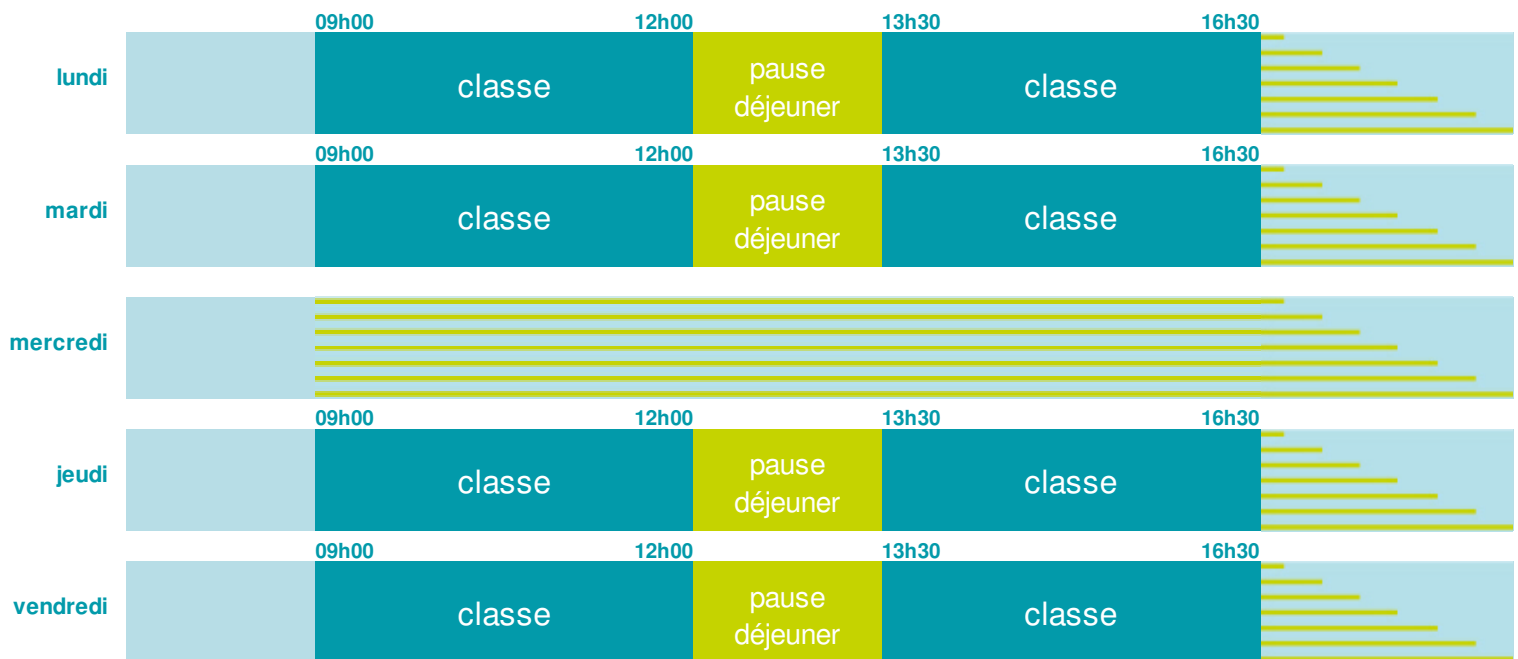 09h00 12h00 13h30 16h30
lundi
classe
pause
déjeuner
classe
09h00 12h00 13h30 16h30
mardi
classe
pause
déjeuner
classe
mercredi
09h00 12h00 13h30 16h30
jeudi
classe
pause
déjeuner
classe
09h00 12h00 13h30 16h30
vendredi
classe
pause
déjeuner
classe